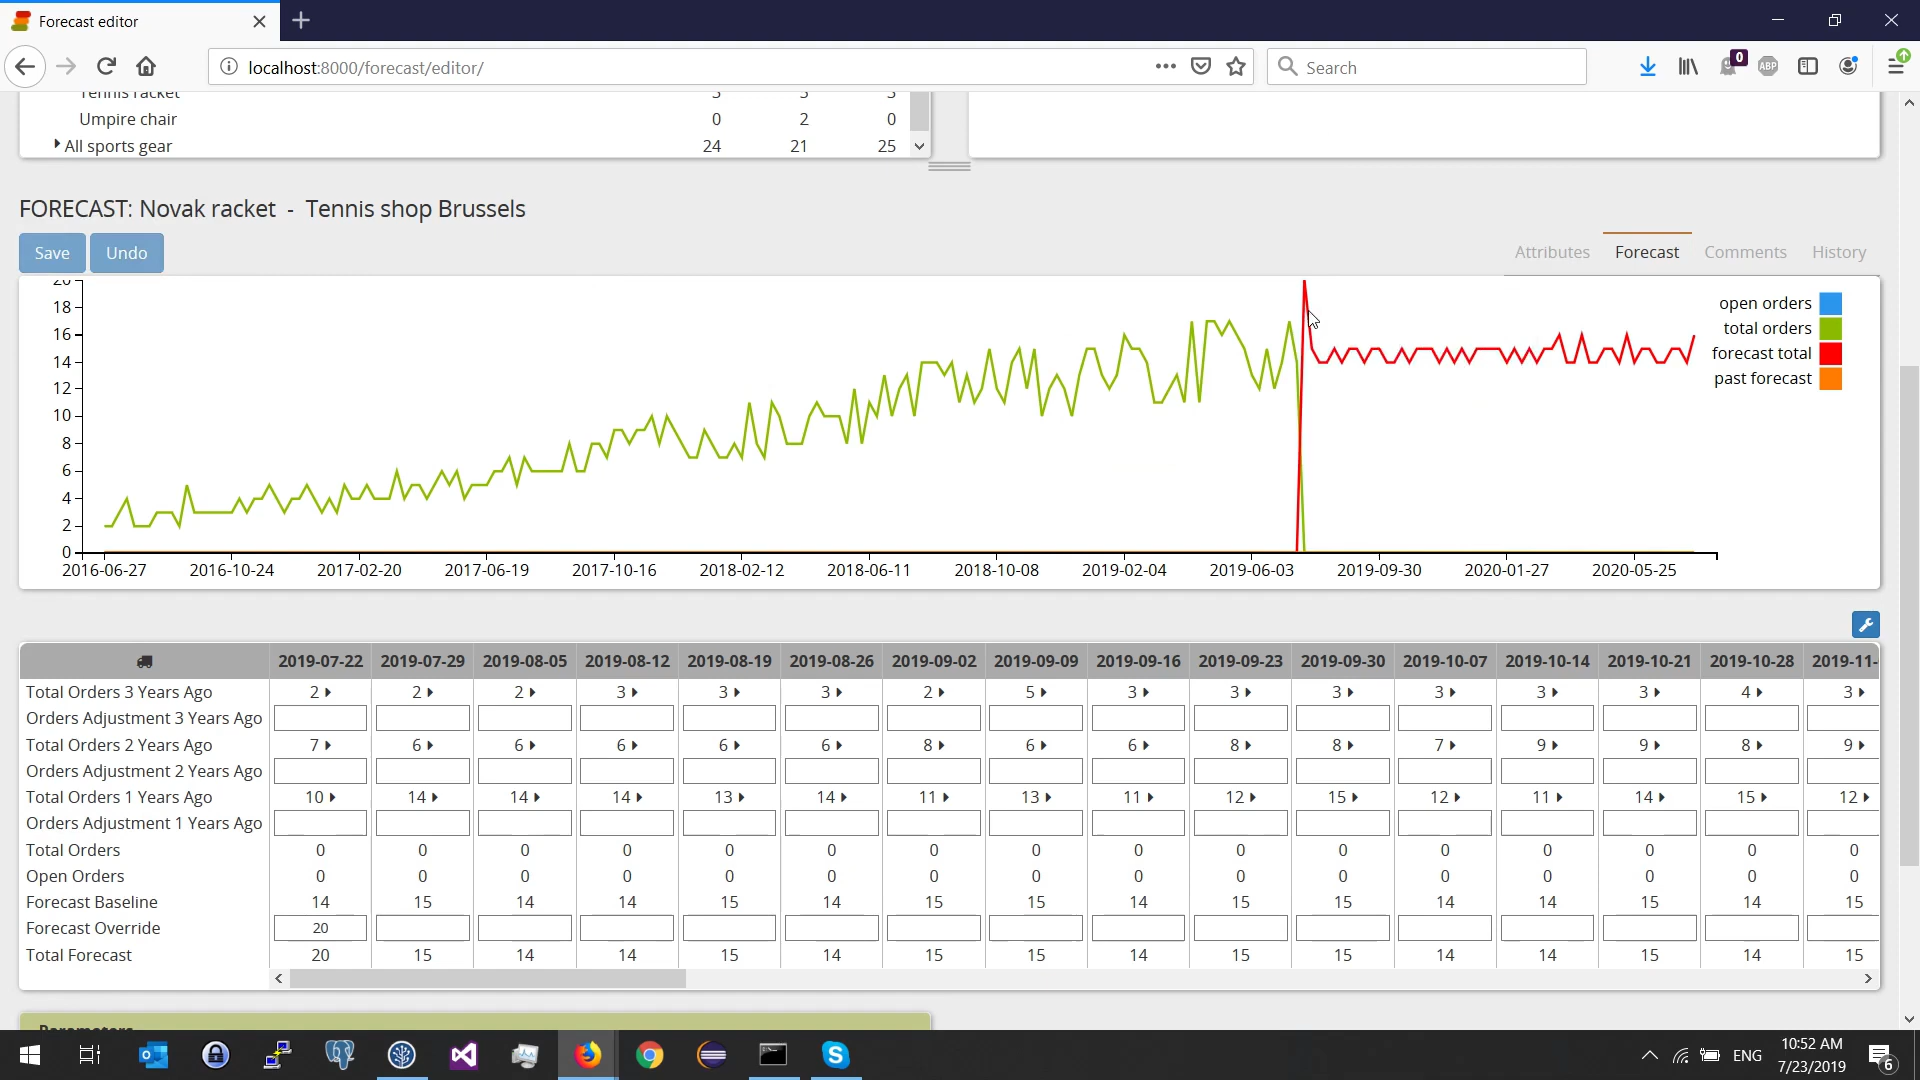 Forecast editor
localhost:8000/forecast/editor/
Search
0
ABP
Tennis racket 3 5 3
Umpire chair 0 2 0
All sports gear 24 21 25
FORECAST: Novak racket - Tennis shop Brussels
Save Undo
Attributes Forecast Comments History
20
18
16
14
12
10
8
6
4
2
0
open orders
total orders
forecast total
past forecast
2016-06-27 2016-10-24 2017-02-20 2017-06-19 2017-10-16 2018-02-12 2018-06-11 2018-10-08 2019-02-04 2019-06-03 2019-09-30 2020-01-27 2020-05-25
2019-07-22 2019-07-29 2019-08-05 2019-08-12 2019-08-19 2019-08-26 2019-09-02 2019-09-09 2019-09-16 2019-09-23 2019-09-30 2019-10-07 2019-10-14 2019-10-21 2019-10-28 2019-11-
Total Orders 3 Years Ago 2 2 2 3 3 3 2 5 3 3 3 3 3 3 4 3
Orders Adjustment 3 Years Ago
Total Orders 2 Years Ago 7 6 6 6 6 6 8 6 6 8 8 7 9 9 8 9
Orders Adjustment 2 Years Ago
Total Orders 1 Years Ago 10 14 14 14 13 14 11 13 11 12 15 12 11 14 15 12
Orders Adjustment 1 Years Ago
Total Orders 0 0 0 0 0 0 0 0 0 0 0 0 0 0 0 0
Open Orders 0 0 0 0 0 0 0 0 0 0 0 0 0 0 0 0
Forecast Baseline 14 15 14 14 15 14 15 15 14 15 15 14 14 15 14 15
Forecast Override 20
Total Forecast 20 15 14 14 15 14 15 15 14 15 15 14 14 15 14 15
Parameters
ENG
10:52 AM
7/23/2019
6